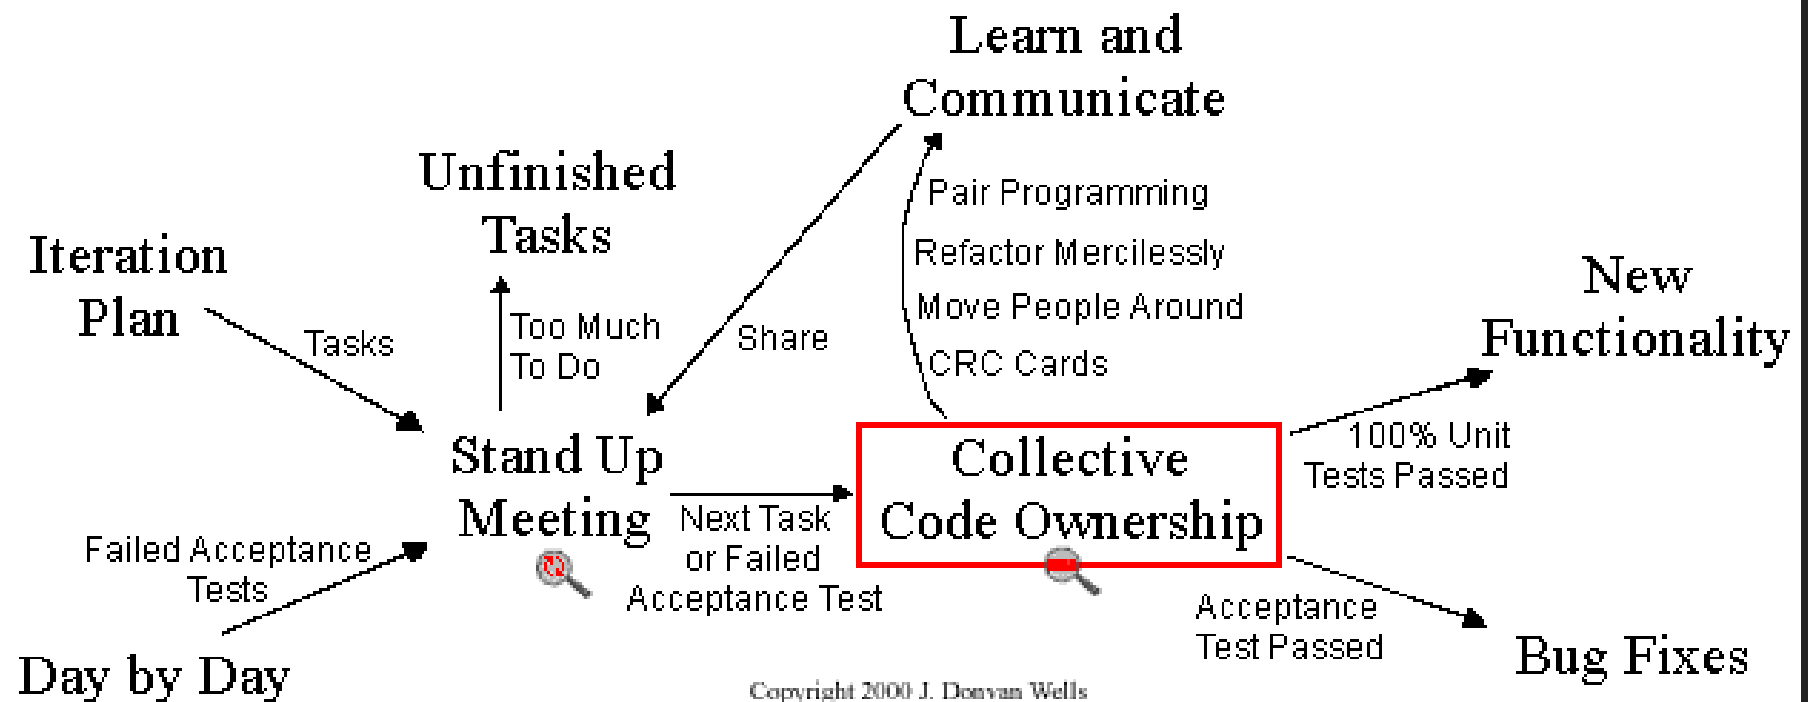 Learn and
Communicate
Unfinished
Tasks
Pair Programming
Iteration
Plan
Refactor Mercilessly
New
Functionality
Move People Around
Tasks
Too Much
To Do
Share
CRC Cards
Stand Up
Meeting
Collective
Code Ownership
100% Unit
Tests Passed
Next Task
or Failed
Acceptance Test
Failed Acceptance
Tests
Acceptance
Test Passed
Day by Day
Bug Fixes
Copyright 2000 J. Donvan Wells